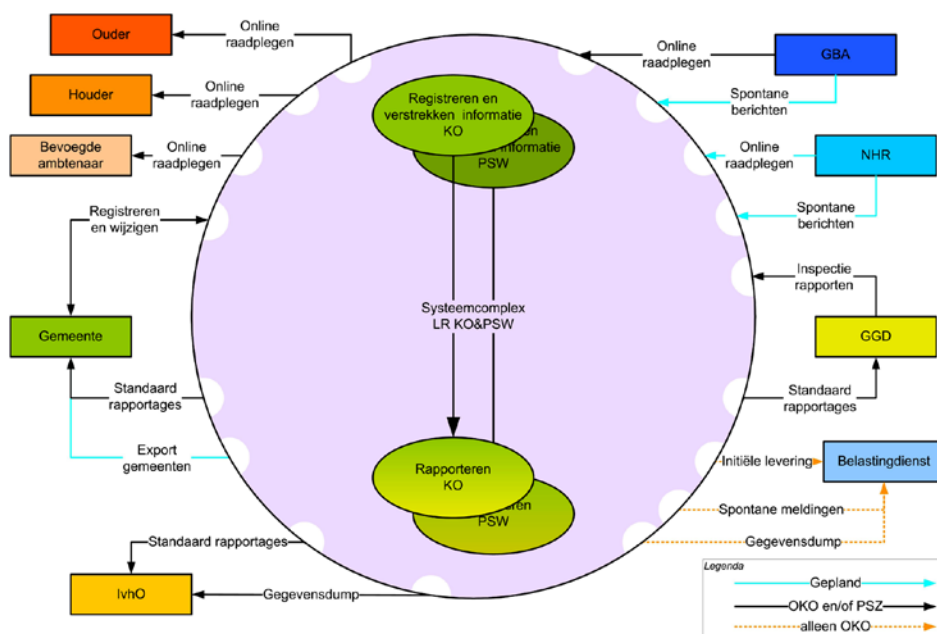 Ouder
Online
raadplegen
Houder
Online
raadplegen
Bevoegde
ambtenaar
Online
raadplegen
Registreren
en wijzigen
Gemeente
Standaard
rapportages
Export
gemeenten
Standaard rapportages
IvhO
Gegevensdump
Registreren en
verstrekken informatie
KO
en
informatie
PSW
Systeemcomplex
LR KO&PSW
Rapporteren
KO
eren
PSW
Online
raadplegen
GBA
Spontane
berichten
Online
raadplegen
NHR
Spontane
berichten
Inspectie
rapporten
GGD
Standaard
rapportages
Initiële levering
Belastingdienst
Spontane meldingen
Gegevensdump
Legenda
Gepland
OKO en/of PSZ
alleen OKO